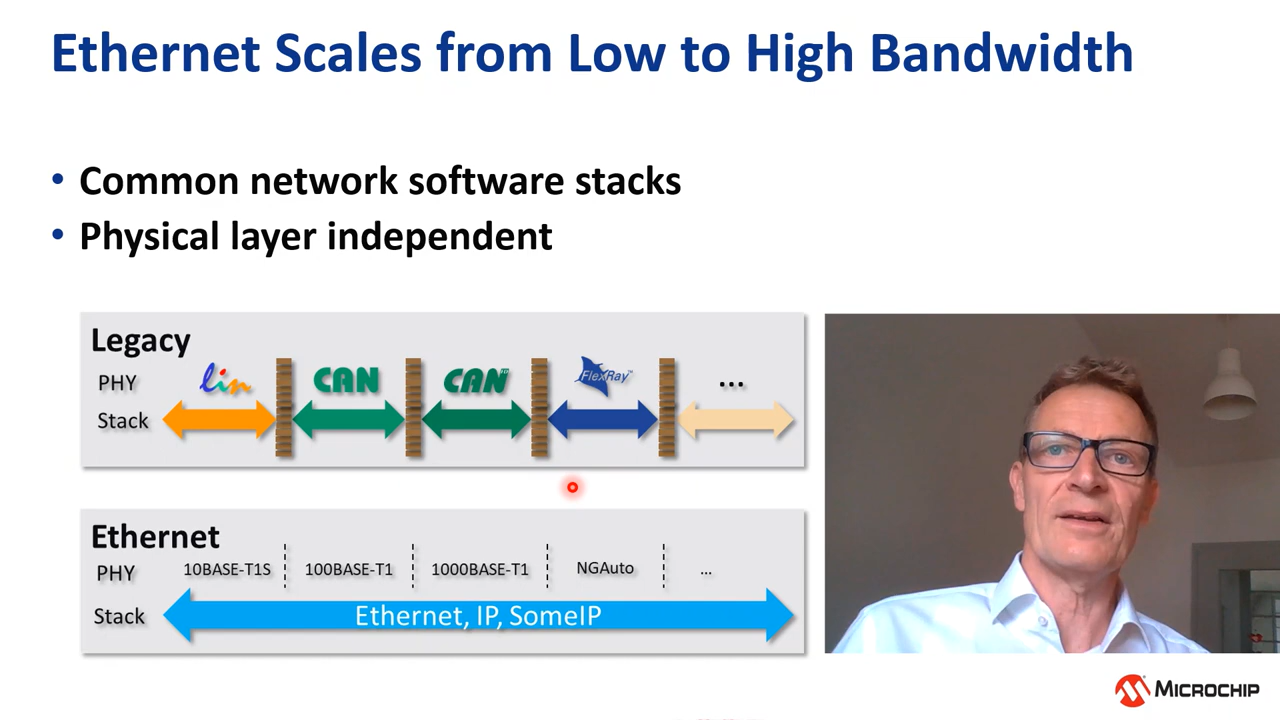 Ethernet Scales from Low to High Bandwidth
• Common network software stacks
• Physical layer independent
Legacy
PHY lin CAN CAN FlexRay ...
Stack
Ethernet
PHY 10BASE-T1S 100BASE-T1 1000BASE-T1 NGAuto ...
Stack Ethernet, IP, SomeIP
MICROCHIP